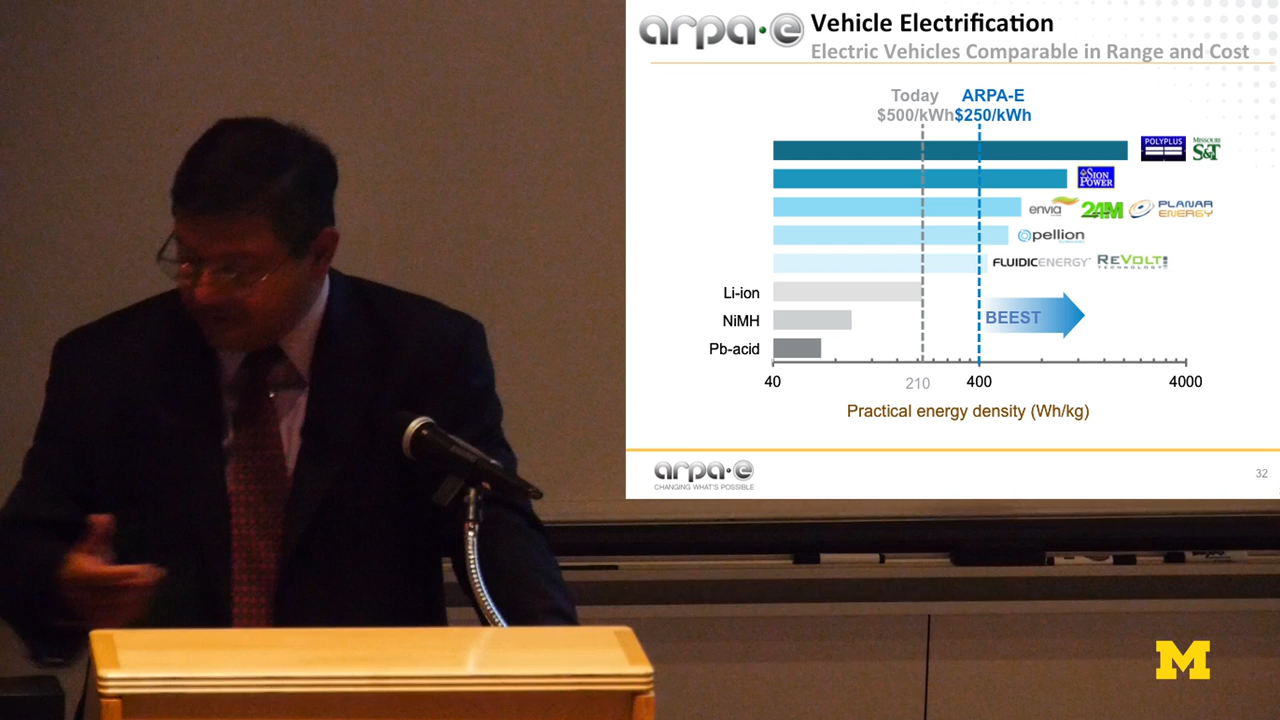 arpa·e
Vehicle Electrification
Electric Vehicles Comparable in Range and Cost
Today
ARPA-E
$500/kWh
$250/kWh
POLYPLUS
MISSOURI
S&T
SION
POWER
envia
24M
PLANAR
ENERGY
pellion
FLUIDICENERGY
REVOLT
TECHNOLOGY
Li-ion
NiMH
Pb-acid
BEEST
40
210
400
4000
Practical energy density (Wh/kg)
arpa·e
CHANGING WHAT'S POSSIBLE
32
M